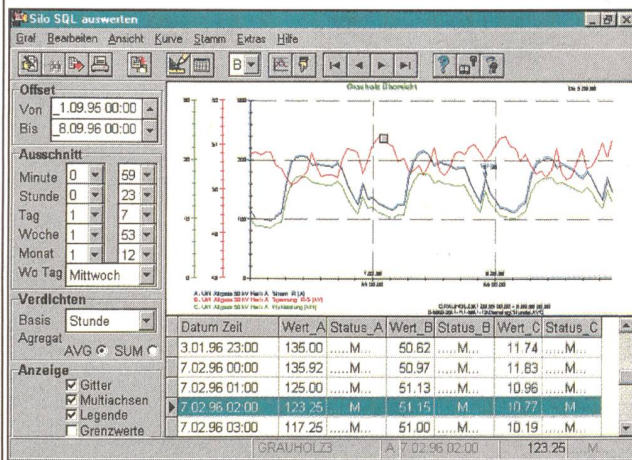 Silo SQL auswerten
Graf Bearbeiten Ansicht Kurve Stamm Extras Hilfe
B
Offset
Von _1.09.96 00:00
Bis _8.09.96 00:00
Ausschnitt
Minute 0 59
Stunde 0 23
Tag 1 7
Woche 1 53
Monat 1 12
Wo Tag Mittwoch
Verdichten
Basis Stunde
Agregat
AVG SUM
Anzeige
Gitter
Multiachsen
Legende
Grenzwerte
Grauholz Übersicht
Datum Zeit Wert_A Status_A Wert_B Status_B Wert_C Status_C
3.01.96 23:00 135.00 .....M... 50.62 .....M... 11.74 .....M...
7.02.96 00:00 135.92 .....M... 50.97 .....M... 11.83 .....M...
7.02.96 01:00 125.00 .....M... 51.13 .....M... 10.96 .....M...
7.02.96 02:00 123.25 .....M... 51.15 .....M... 10.77 .....M...
7.02.96 03:00 117.25 .....M... 51.00 .....M... 10.19 .....M...
GRAUHOLZ3 A 7.02.96 02:00 123.25 .....M...